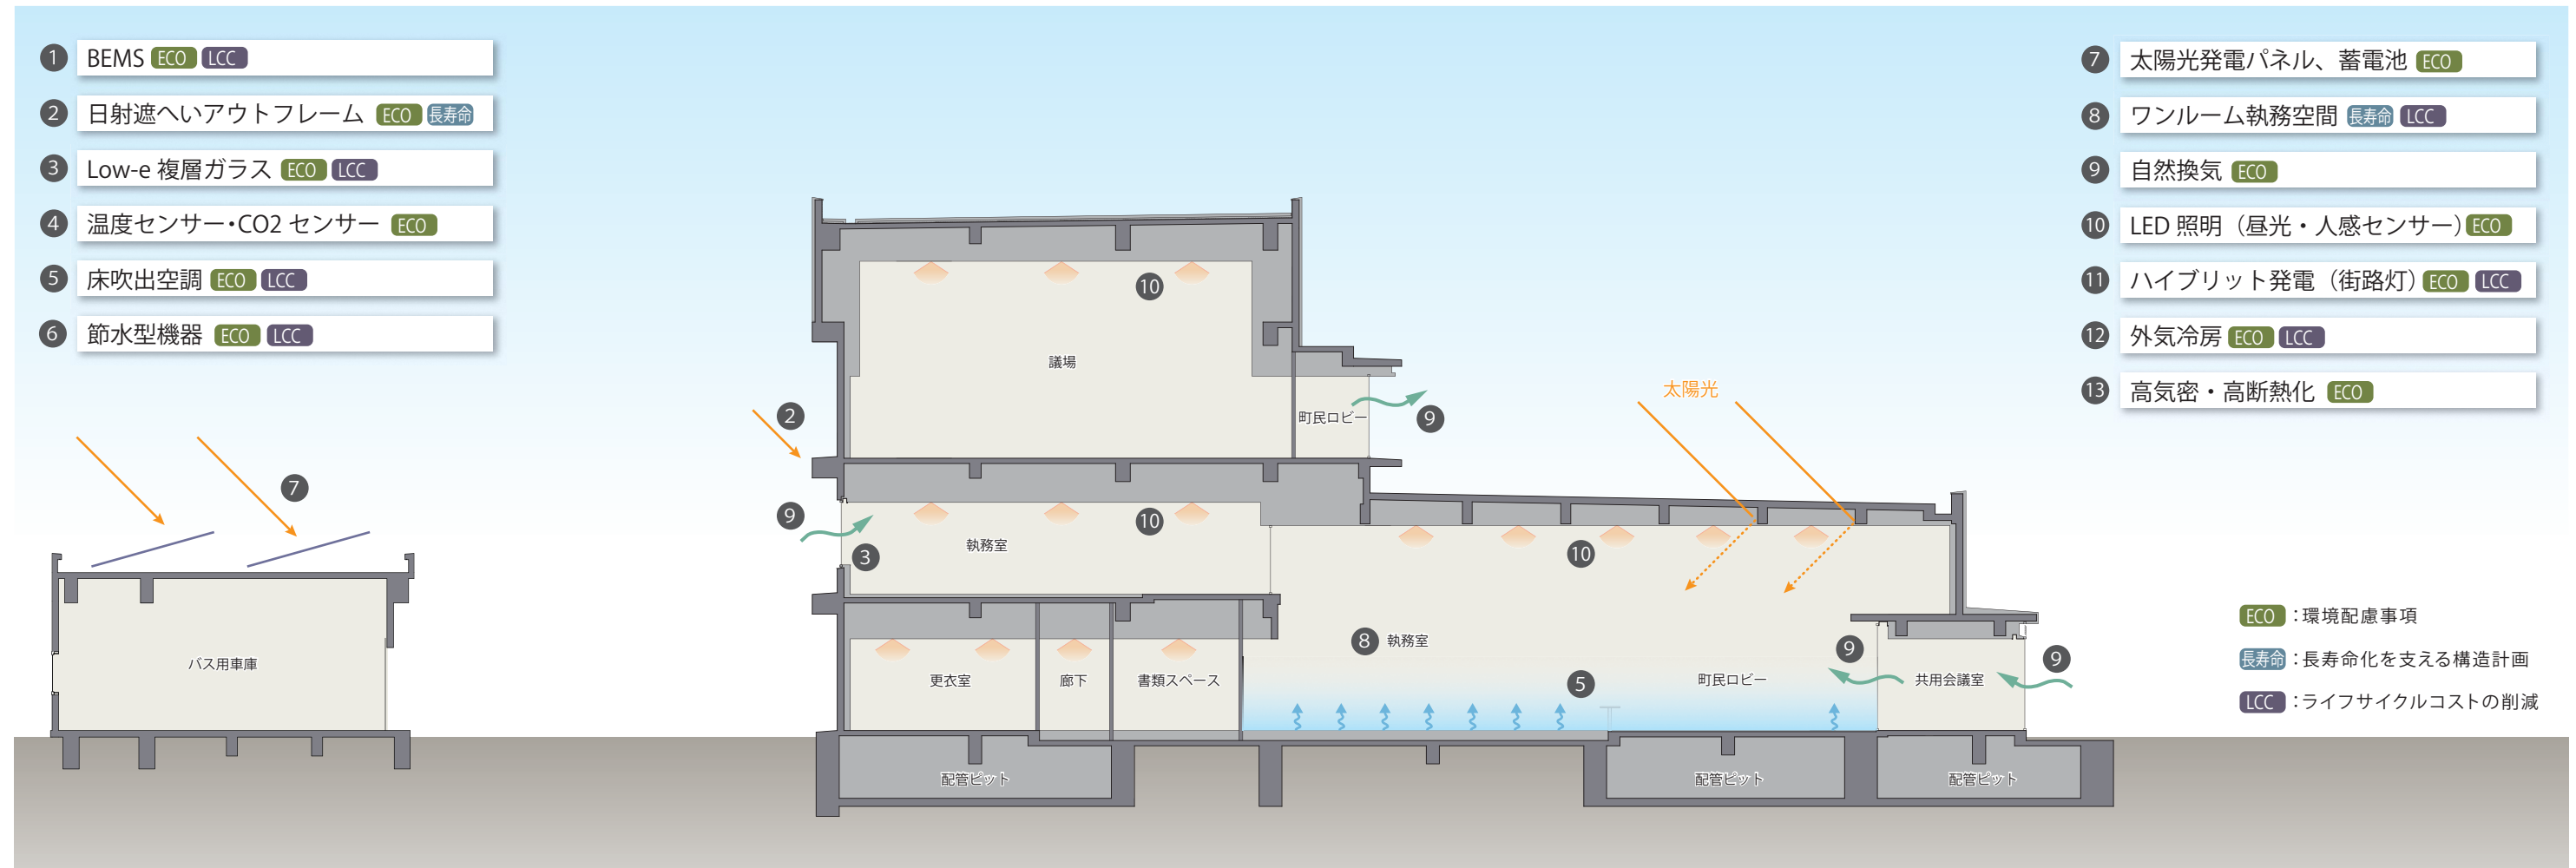 1 BEMS ECO LCC
2 日射遮へいアウトフレーム ECO 長寿命
3 Low-e 複層ガラス ECO LCC
4 温度センサー・CO2 センサー ECO
5 床吹出空調 ECO LCC
6 節水型機器 ECO LCC
7 太陽光発電パネル、蓄電池 ECO
8 ワンルーム執務空間 長寿命 LCC
9 自然換気 ECO
10 LED 照明（昼光・人感センサー）ECO
11 ハイブリット発電（街路灯）ECO LCC
12 外気冷房 ECO LCC
13 高気密・高断熱化 ECO
7
バス用車庫
10
議場
2
町民ロビー
9
太陽光
9
10
執務室
3
10
8 執務室
9
9
更衣室
廊下
書類スペース
5
町民ロビー
共用会議室
配管ピット
配管ピット
配管ピット
ECO：環境配慮事項
長寿命：長寿命化を支える構造計画
LCC：ライフサイクルコストの削減